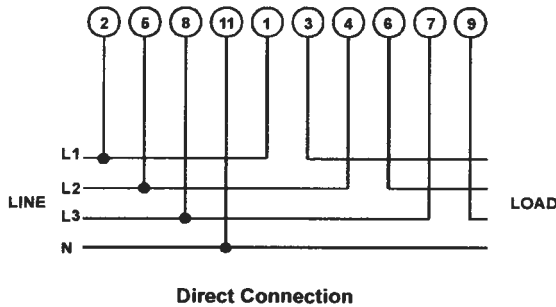 2 5 8 11 1 3 4 6 7 9
L1
L2
LINE LOAD
L3
N
Direct Connection